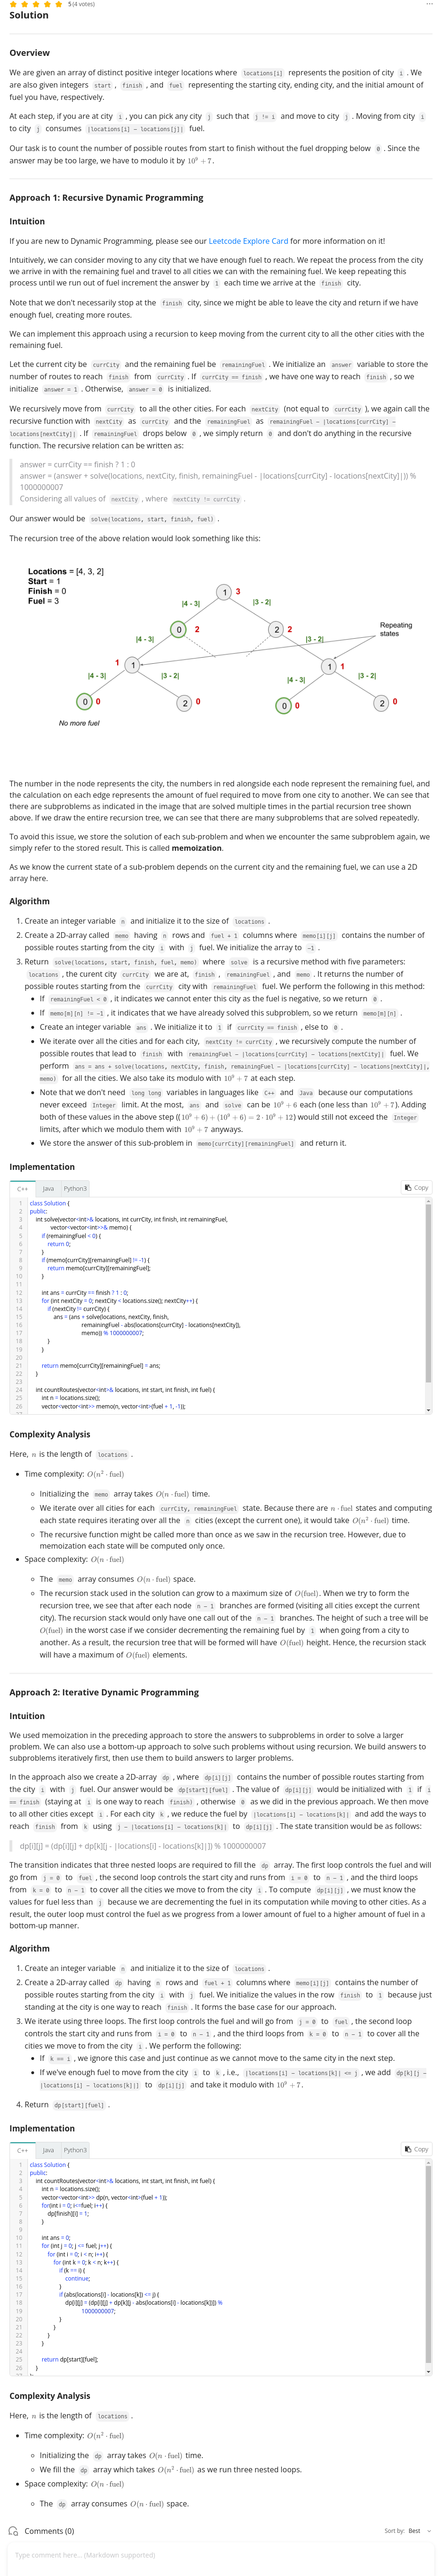 5 (4 votes)
Solution
Overview
We are given an array of distinct positive integer locations where locations[i] represents the position of city i . We
are also given integers start , finish , and fuel representing the starting city, ending city, and the initial amount of
fuel you have, respectively.
At each step, if you are at city i , you can pick any city j such that j != i and move to city j . Moving from city i
to city j consumes |locations[i] – locations[j]| fuel.
Our task is to count the number of possible routes from start to finish without the fuel dropping below 0 . Since the
answer may be too large, we have to modulo it by 10^9 + 7.
Approach 1: Recursive Dynamic Programming
Intuition
If you are new to Dynamic Programming, please see our Leetcode Explore Card for more information on it!
Intuitively, we can consider moving to any city that we have enough fuel to reach. We repeat the process from the city
we arrive in with the remaining fuel and travel to all cities we can with the remaining fuel. We keep repeating this
process until we run out of fuel increment the answer by 1 each time we arrive at the finish city.
Note that we don't necessarily stop at the finish city, since we might be able to leave the city and return if we have
enough fuel, creating more routes.
We can implement this approach using a recursion to keep moving from the current city to all the other cities with the
remaining fuel.
Let the current city be currCity and the remaining fuel be remainingFuel . We initialize an answer variable to store the
number of routes to reach finish from currCity . If currCity == finish , we have one way to reach finish , so we
initialize answer = 1 . Otherwise, answer = 0 is initialized.
We recursively move from currCity to all the other cities. For each nextCity (not equal to currCity ), we again call the
recursive function with nextCity as currCity and the remainingFuel as remainingFuel – |locations[currCity] –
locations[nextCity]| . If remainingFuel drops below 0 , we simply return 0 and don't do anything in the recursive
function. The recursive relation can be written as:
answer = currCity == finish ? 1 : 0
answer = (answer + solve(locations, nextCity, finish, remainingFuel - |locations[currCity] - locations[nextCity]|)) %
1000000007
Considering all values of nextCity , where nextCity != currCity .
Our answer would be solve(locations, start, finish, fuel) .
The recursion tree of the above relation would look something like this:
Locations = [4, 3, 2]
Start = 1
Finish = 0
Fuel = 3
1 3
|4 - 3| |3 - 2|
0 2 2 2
Repeating
states
|4 - 3| |3 - 2|
1 1 1 1
|4 - 3| |3 - 2| |4 - 3| |3 - 2|
0 0 2 0 0 0 2 0
No more fuel
The number in the node represents the city, the numbers in red alongside each node represent the remaining fuel, and
the calculation on each edge represents the amount of fuel required to move from one city to another. We can see that
there are subproblems as indicated in the image that are solved multiple times in the partial recursion tree shown
above. If we draw the entire recursion tree, we can see that there are many subproblems that are solved repeatedly.
To avoid this issue, we store the solution of each sub-problem and when we encounter the same subproblem again, we
simply refer to the stored result. This is called memoization.
As we know the current state of a sub-problem depends on the current city and the remaining fuel, we can use a 2D
array here.
Algorithm
1. Create an integer variable n and initialize it to the size of locations .
2. Create a 2D-array called memo having n rows and fuel + 1 columns where memo[i][j] contains the number of
possible routes starting from the city i with j fuel. We initialize the array to –1 .
3. Return solve(locations, start, finish, fuel, memo) where solve is a recursive method with five parameters:
locations , the curent city currCity we are at, finish , remainingFuel , and memo . It returns the number of
possible routes starting from the currCity city with remainingFuel fuel. We perform the following in this method:
If remainingFuel < 0 , it indicates we cannot enter this city as the fuel is negative, so we return 0 .
If memo[m][n] != –1 , it indicates that we have already solved this subproblem, so we return memo[m][n] .
Create an integer variable ans . We initialize it to 1 if currCity == finish , else to 0 .
We iterate over all the cities and for each city, nextCity != currCity , we recursively compute the number of
possible routes that lead to finish with remainingFuel – |locations[currCity] – locations[nextCity]| fuel. We
perform ans = ans + solve(locations, nextCity, finish, remainingFuel – |locations[currCity] – locations[nextCity]|,
memo) for all the cities. We also take its modulo with 10^9 + 7 at each step.
Note that we don't need long long variables in languages like C++ and Java because our computations
never exceed Integer limit. At the most, ans and solve can be 10^9 + 6 each (one less than 10^9 + 7). Adding
both of these values in the above step ((10^9 + 6) + (10^9 + 6) = 2 · 10^9 + 12) would still not exceed the Integer
limits, after which we modulo them with 10^9 + 7 anyways.
We store the answer of this sub-problem in memo[currCity][remainingFuel] and return it.
Implementation
C++ Java Python3 Copy
1 class Solution {
2 public:
3 int solve(vector<int>& locations, int currCity, int finish, int remainingFuel,
4 vector<vector<int>>& memo) {
5 if (remainingFuel < 0) {
6 return 0;
7 }
8 if (memo[currCity][remainingFuel] != -1) {
9 return memo[currCity][remainingFuel];
10 }
11
12 int ans = currCity == finish ? 1 : 0;
13 for (int nextCity = 0; nextCity < locations.size(); nextCity++) {
14 if (nextCity != currCity) {
15 ans = (ans + solve(locations, nextCity, finish,
16 remainingFuel - abs(locations[currCity] - locations[nextCity]),
17 memo)) % 1000000007;
18 }
19 }
20
21 return memo[currCity][remainingFuel] = ans;
22 }
23
24 int countRoutes(vector<int>& locations, int start, int finish, int fuel) {
25 int n = locations.size();
26 vector<vector<int>> memo(n, vector<int>(fuel + 1, -1));
Complexity Analysis
Here, n is the length of locations .
Time complexity: O(n^2 · fuel)
Initializing the memo array takes O(n · fuel) time.
We iterate over all cities for each currCity, remainingFuel state. Because there are n · fuel states and computing
each state requires iterating over all the n cities (except the current one), it would take O(n^2 · fuel) time.
The recursive function might be called more than once as we saw in the recursion tree. However, due to
memoization each state will be computed only once.
Space complexity: O(n · fuel)
The memo array consumes O(n · fuel) space.
The recursion stack used in the solution can grow to a maximum size of O(fuel). When we try to form the
recursion tree, we see that after each node n – 1 branches are formed (visiting all cities except the current
city). The recursion stack would only have one call out of the n – 1 branches. The height of such a tree will be
O(fuel) in the worst case if we consider decrementing the remaining fuel by 1 when going from a city to
another. As a result, the recursion tree that will be formed will have O(fuel) height. Hence, the recursion stack
will have a maximum of O(fuel) elements.
Approach 2: Iterative Dynamic Programming
Intuition
We used memoization in the preceding approach to store the answers to subproblems in order to solve a larger
problem. We can also use a bottom-up approach to solve such problems without using recursion. We build answers to
subproblems iteratively first, then use them to build answers to larger problems.
In the approach also we create a 2D-array dp , where dp[i][j] contains the number of possible routes starting from
the city i with j fuel. Our answer would be dp[start][fuel] . The value of dp[i][j] would be initialized with 1 if i
== finish (staying at i is one way to reach finish) , otherwise 0 as we did in the previous approach. We then move
to all other cities except i . For each city k , we reduce the fuel by |locations[i] – locations[k]| and add the ways to
reach finish from k using j – |locations[i] – locations[k]| to dp[i][j] . The state transition would be as follows:
dp[i][j] = (dp[i][j] + dp[k][j - |locations[i] - locations[k]|]) % 1000000007
The transition indicates that three nested loops are required to fill the dp array. The first loop controls the fuel and will
go from j = 0 to fuel , the second loop controls the start city and runs from i = 0 to n – 1 , and the third loops
from k = 0 to n – 1 to cover all the cities we move to from the city i . To compute dp[i][j] , we must know the
values for fuel less than j because we are decrementing the fuel in its computation while moving to other cities. As a
result, the outer loop must control the fuel as we progress from a lower amount of fuel to a higher amount of fuel in a
bottom-up manner.
Algorithm
1. Create an integer variable n and initialize it to the size of locations .
2. Create a 2D-array called dp having n rows and fuel + 1 columns where memo[i][j] contains the number of
possible routes starting from the city i with j fuel. We initialize the values in the row finish to 1 because just
standing at the city is one way to reach finish . It forms the base case for our approach.
3. We iterate using three loops. The first loop controls the fuel and will go from j = 0 to fuel , the second loop
controls the start city and runs from i = 0 to n – 1 , and the third loops from k = 0 to n – 1 to cover all the
cities we move to from the city i . We perform the following:
If k == i , we ignore this case and just continue as we cannot move to the same city in the next step.
If we've enough fuel to move from the city i to k , i.e., |locations[i] – locations[k]| <= j , we add dp[k][j –
|locations[i] – locations[k]|] to dp[i][j] and take it modulo with 10^9 + 7.
4. Return dp[start][fuel] .
Implementation
C++ Java Python3 Copy
1 class Solution {
2 public:
3 int countRoutes(vector<int>& locations, int start, int finish, int fuel) {
4 int n = locations.size();
5 vector<vector<int>> dp(n, vector<int>(fuel + 1));
6 for(int i = 0; i<=fuel; i++) {
7 dp[finish][i] = 1;
8 }
9
10 int ans = 0;
11 for (int j = 0; j <= fuel; j++) {
12 for (int i = 0; i < n; i++) {
13 for (int k = 0; k < n; k++) {
14 if (k == i) {
15 continue;
16 }
17 if (abs(locations[i] - locations[k]) <= j) {
18 dp[i][j] = (dp[i][j] + dp[k][j - abs(locations[i] - locations[k])]) %
19 1000000007;
20 }
21 }
22 }
23 }
24
25 return dp[start][fuel];
26 }
Complexity Analysis
Here, n is the length of locations .
Time complexity: O(n^2 · fuel)
Initializing the dp array takes O(n · fuel) time.
We fill the dp array which takes O(n^2 · fuel) as we run three nested loops.
Space complexity: O(n · fuel)
The dp array consumes O(n · fuel) space.
Comments (0) Sort by: Best
Type comment here... (Markdown supported)